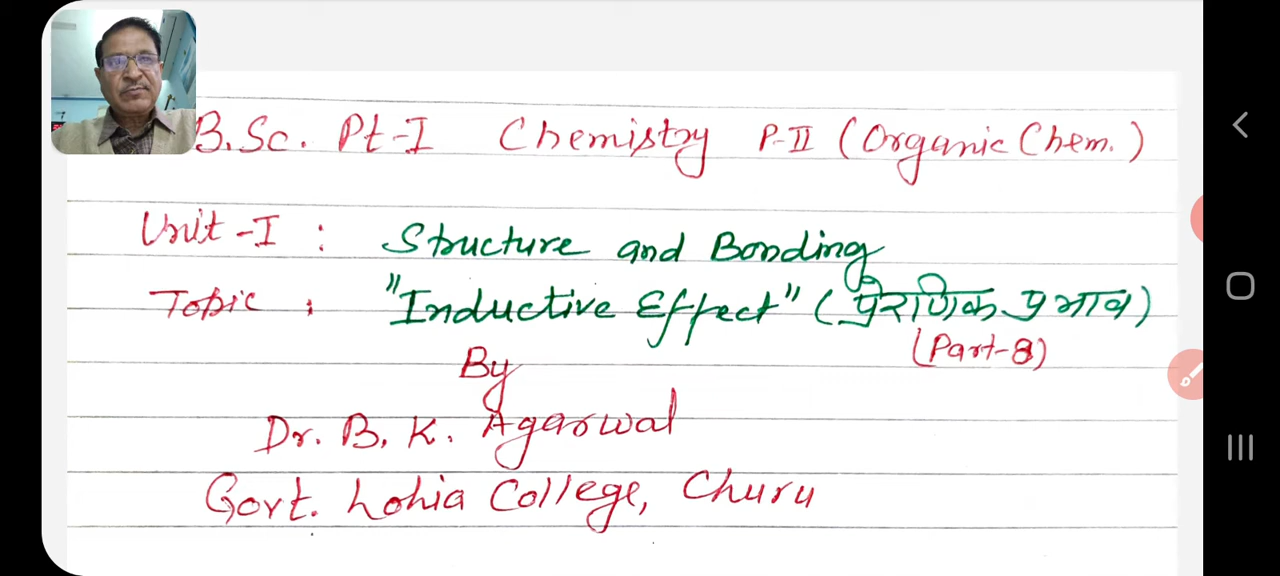 B.Sc. Pt-I Chemistry P-II (Organic Chem.)
Unit-I : Structure and Bonding
Topic : "Inductive Effect" (प्रैरणिक प्रभाव)
(Part-8)
By
Dr. B. K. Agarwal
Govt. Lohia College, Churu